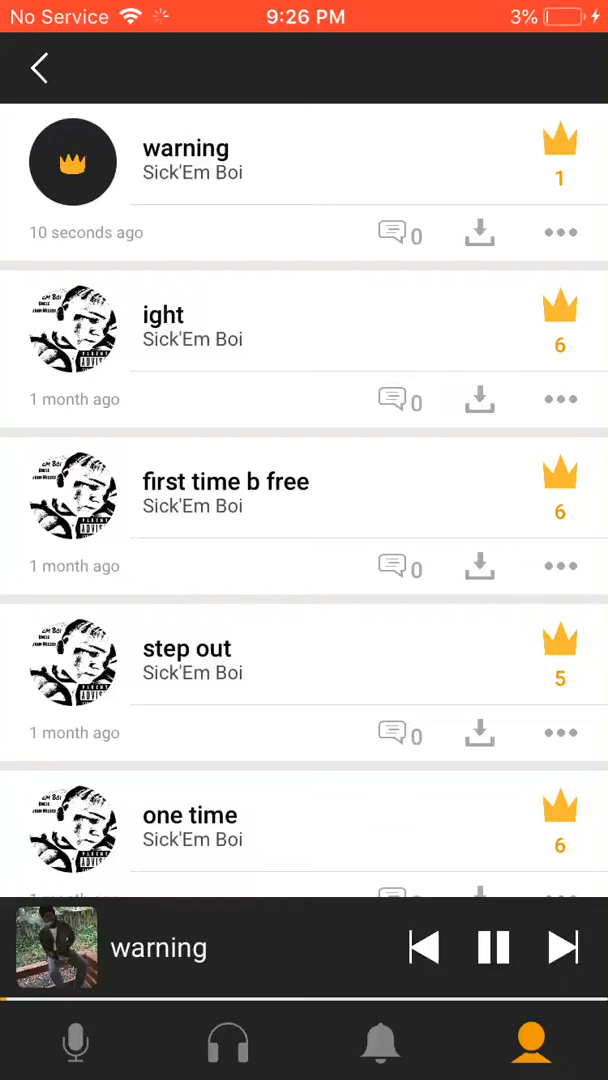 No Service 9:26 PM 3%
warning
Sick'Em Boi
1
10 seconds ago 0
ight
Sick'Em Boi
6
1 month ago 0
first time b free
Sick'Em Boi
6
1 month ago 0
step out
Sick'Em Boi
5
1 month ago 0
one time
Sick'Em Boi
6
warning